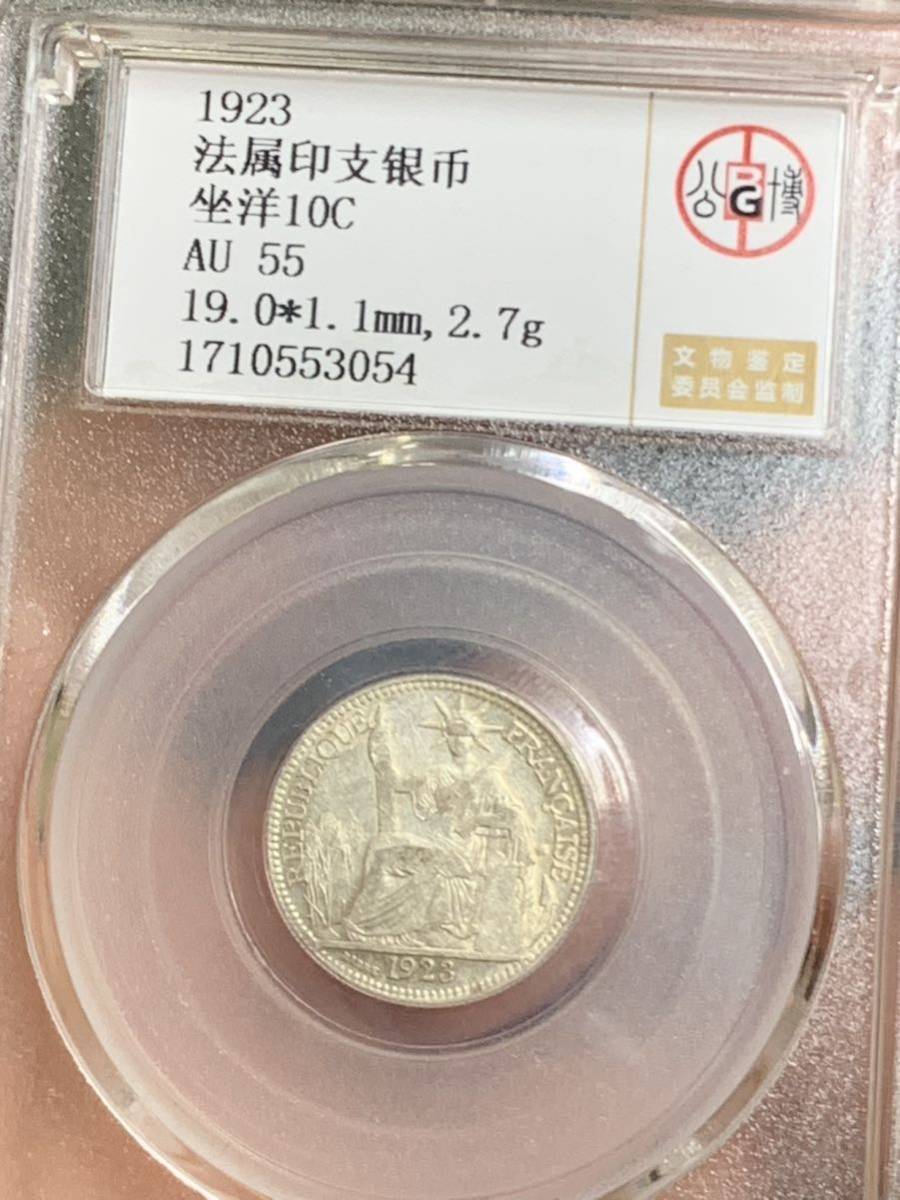 1923
法属印支银币
坐洋10C
AU 55
19.0*1.1mm,2.7g
1710553054
公 BG 博
文物鉴定
委员会监制
REPUBLIQUE FRANÇAISE
1923